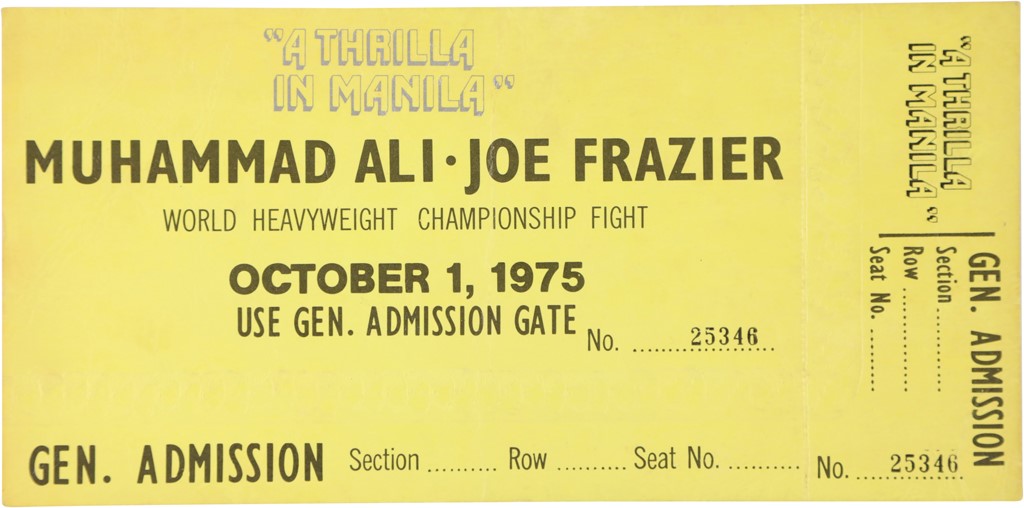 "A THRILLA
IN MANILA"
MUHAMMAD ALI·JOE FRAZIER
WORLD HEAVYWEIGHT CHAMPIONSHIP FIGHT
OCTOBER 1, 1975
USE GEN. ADMISSION GATE
No. ....25346....
GEN. ADMISSION Section .......... Row .......... Seat No. ..........
"A THRILLA
IN MANILA"
GEN. ADMISSION
Section ..............
Row ................
Seat No. ............
No. ....25346....